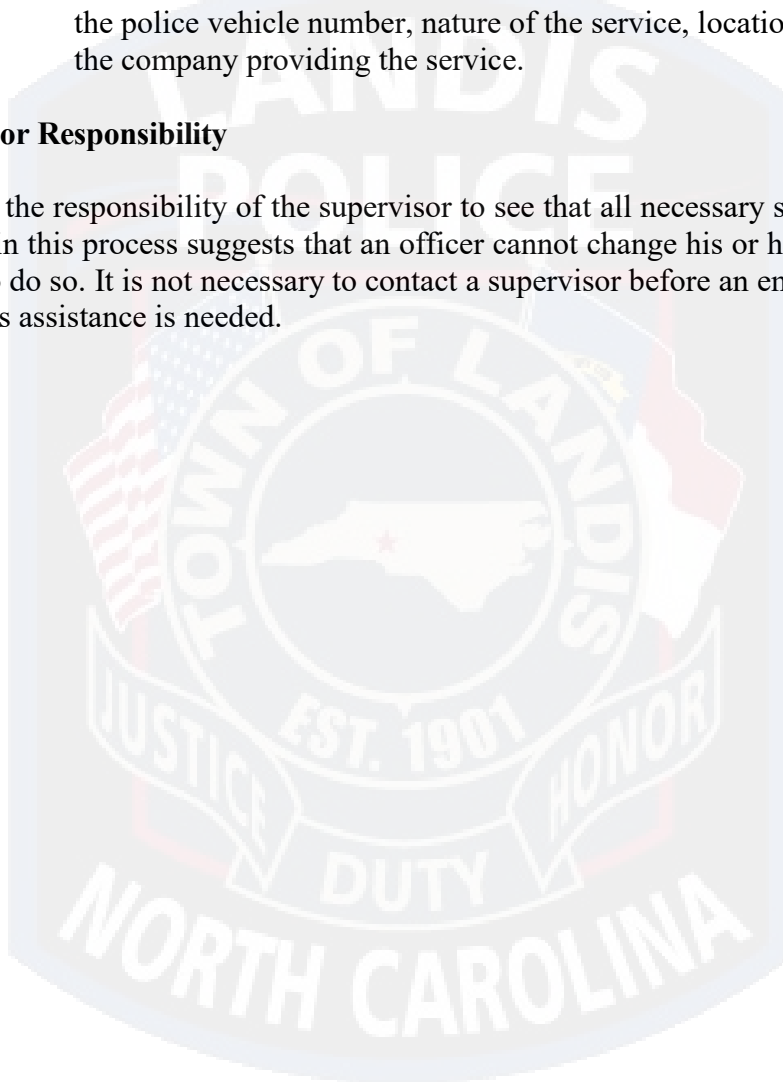 the police vehicle number, nature of the service, locatio
the company providing the service.
or Responsibility
the responsibility of the supervisor to see that all necessary s
in this process suggests that an officer cannot change his or h
do so. It is not necessary to contact a supervisor before an en
s assistance is needed.
LANDIS
POLICE
TOWN OF LANDIS
EST. 1901
JUSTICE
DUTY
HONOR
NORTH CAROLINA